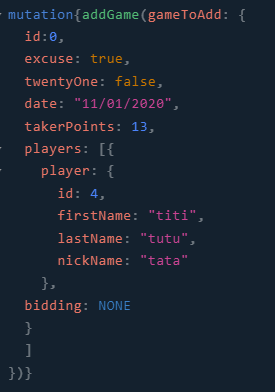 mutation{addGame(gameToAdd: {
id:0,
excuse: true,
twentyOne: false,
date: "11/01/2020",
takerPoints: 13,
players: [{
player: {
id: 4,
firstName: "titi",
lastName: "tutu",
nickName: "tata"
},
bidding: NONE
}
]
})}